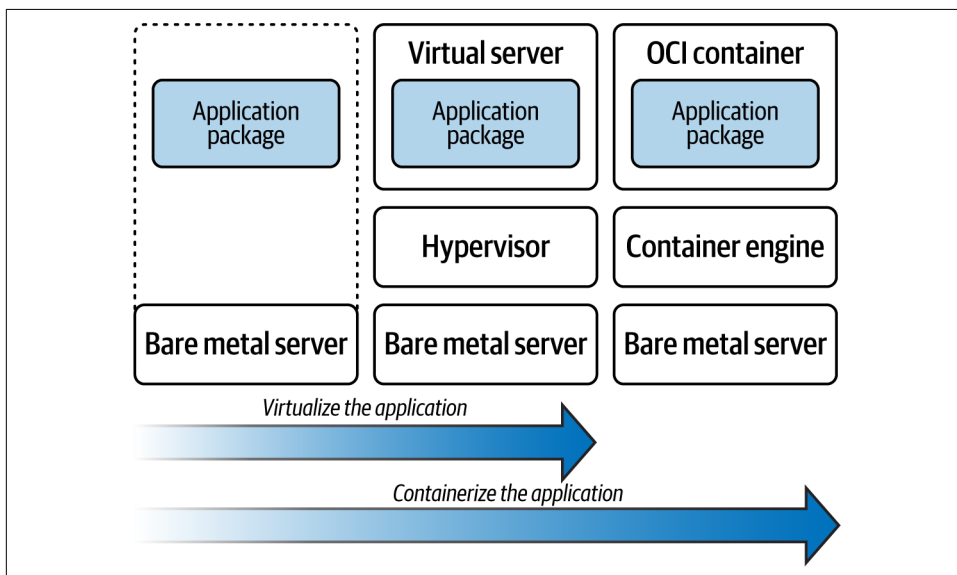 Virtual server
OCI container
Application
package
Application
package
Application
package
Hypervisor
Container engine
Bare metal server
Bare metal server
Bare metal server
Virtualize the application
Containerize the application